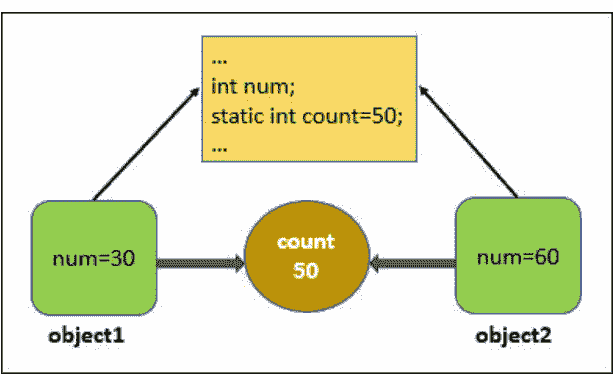 ...
int num;
static int count=50;
...
num=30
count
50
num=60
object1
object2